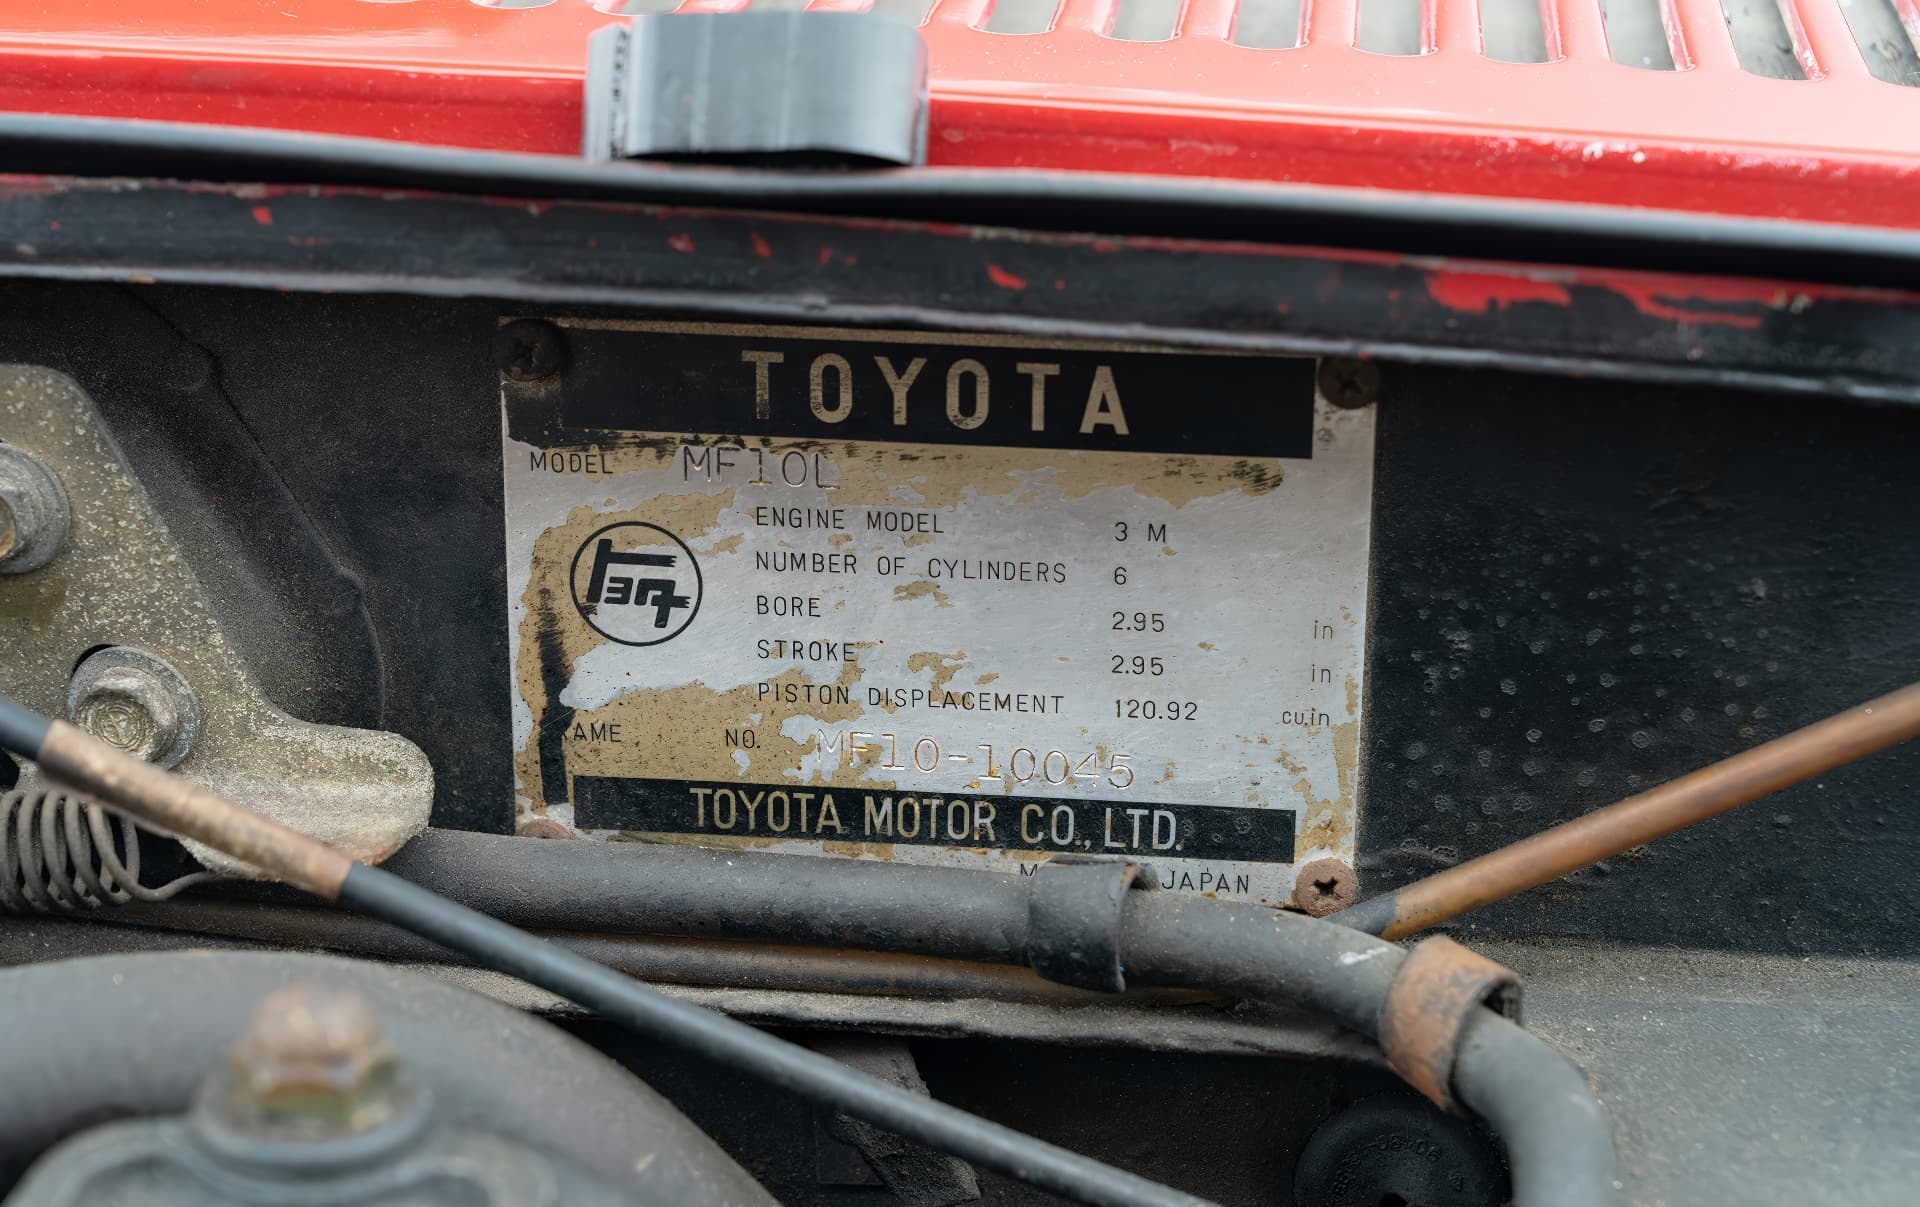 TOYOTA
MODEL MF10L
ENGINE MODEL 3 M
NUMBER OF CYLINDERS 6
BORE 2.95 in
STROKE 2.95 in
PISTON DISPLACEMENT 120.92 cu.in
NO. MF10-10045
TOYOTA MOTOR CO., LTD.
JAPAN